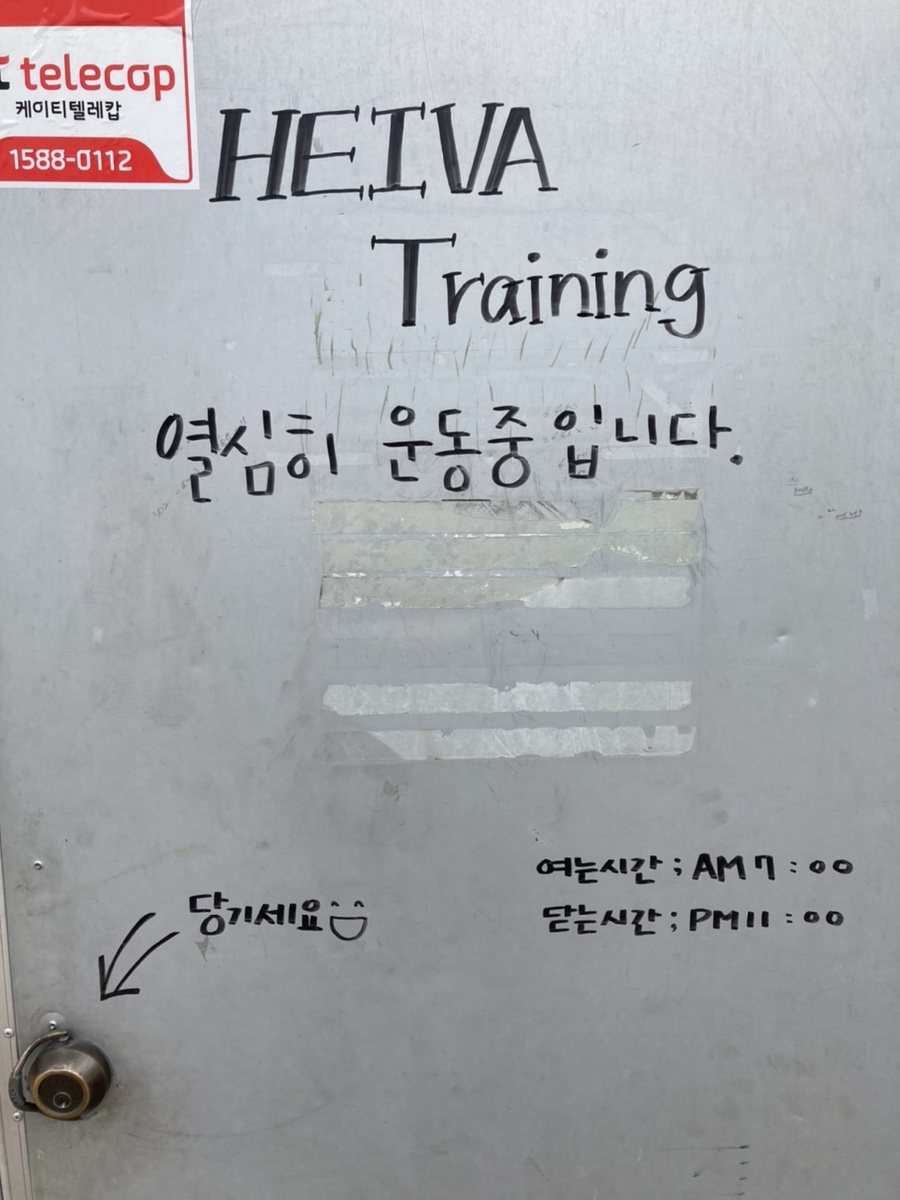 telecop
케이티텔레캅
1588-0112
HEIVA
Training
열심히 운동중입니다.
여는시간 ; AM 7 : 00
닫는시간 ; PM 11 : 00
당기세요